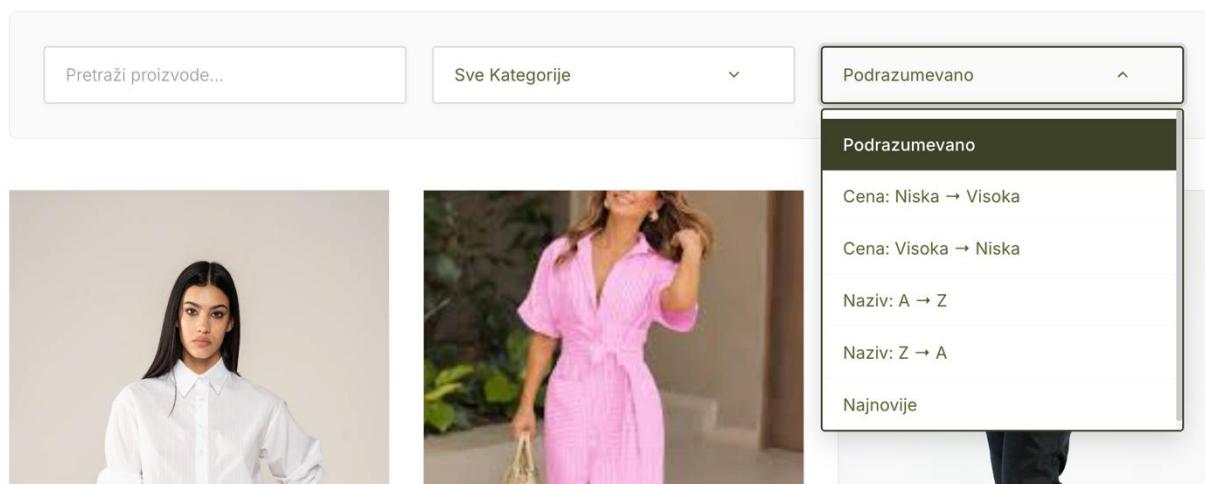 Pretraži proizvode...
Sve Kategorije
Podrazumevano
Podrazumevano
Cena: Niska → Visoka
Cena: Visoka → Niska
Naziv: A → Z
Naziv: Z → A
Najnovije